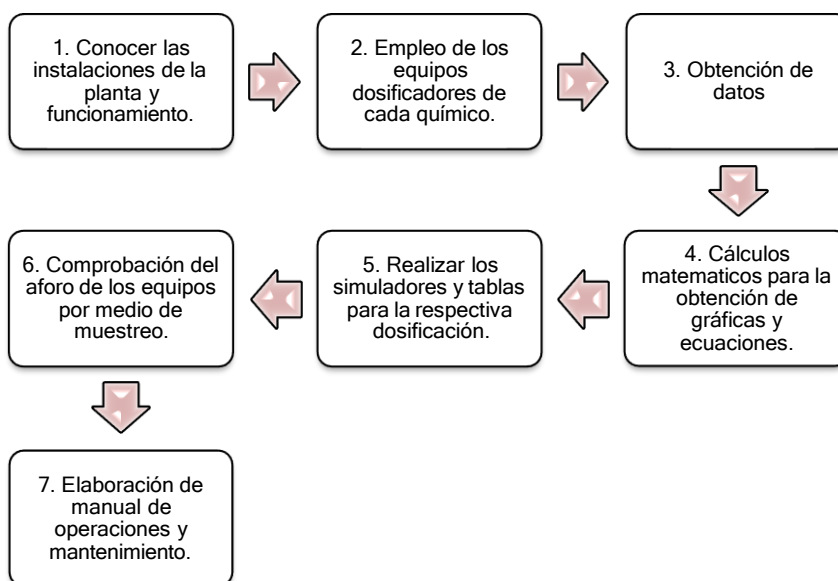 1. Conocer las
instalaciones de la
planta y
funcionamiento.
2. Empleo de los
equipos
dosificadores de
cada químico.
3. Obtención de
datos
4. Cálculos
matematicos para la
obtención de
gráficas y
ecuaciones.
5. Realizar los
simuladores y tablas
para la respectiva
dosificación.
6. Comprobación del
aforo de los equipos
por medio de
muestreo.
7. Elaboración de
manual de
operaciones y
mantenimiento.